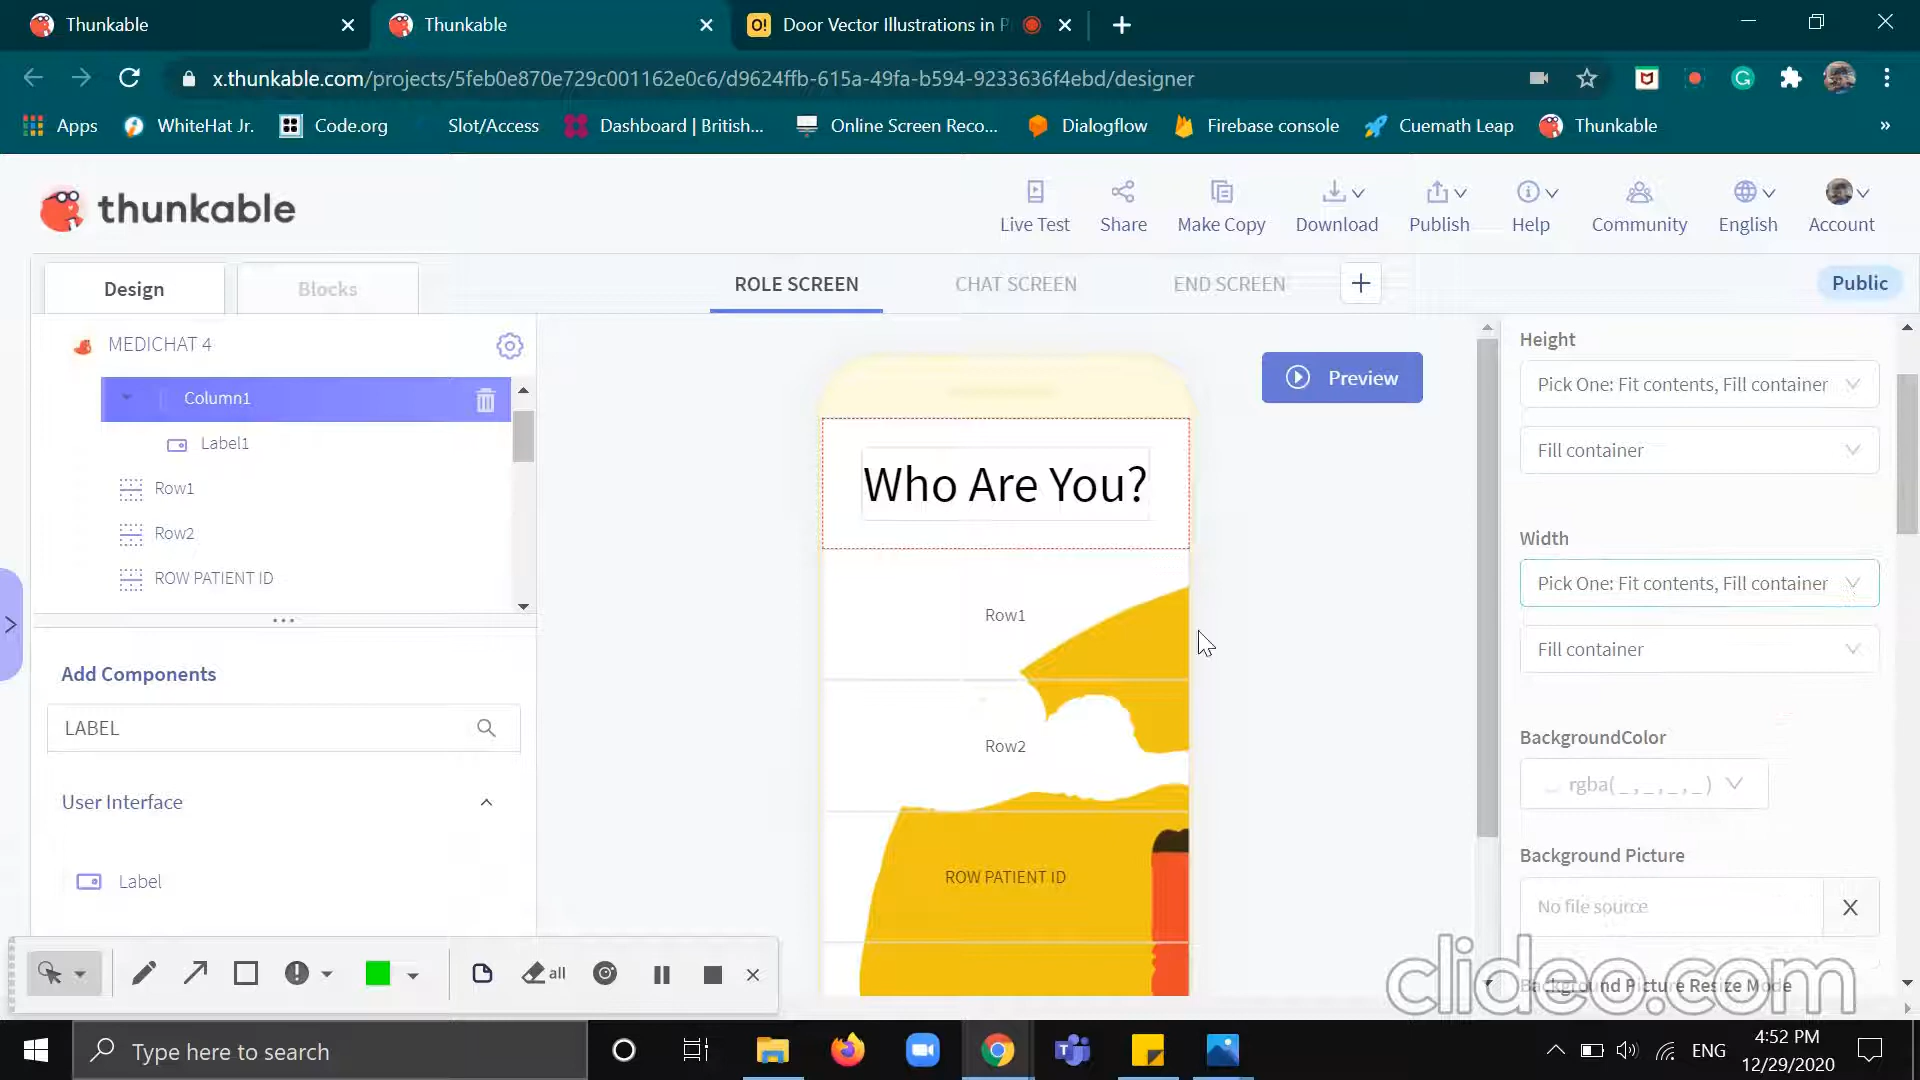 Thunkable
Thunkable
Door Vector Illustrations in P
x.thunkable.com/projects/5feb0e870e729c001162e0c6/d9624ffb-615a-49fa-b594-9233636f4ebd/designer
Apps
WhiteHat Jr.
Code.org
Slot/Access
Dashboard | British...
Online Screen Reco...
Dialogflow
Firebase console
Cuemath Leap
Thunkable
»
thunkable
Live Test
Share
Make Copy
Download
Publish
Help
Community
English
Account
Design
Blocks
ROLE SCREEN
CHAT SCREEN
END SCREEN
Public
MEDICHAT 4
Column1
Label1
Row1
Row2
ROW PATIENT ID
Add Components
LABEL
User Interface
Label
Preview
Who Are You?
Row1
Row2
ROW PATIENT ID
Height
Pick One: Fit contents, Fill container
Fill container
Width
Pick One: Fit contents, Fill container
Fill container
BackgroundColor
rgba(_,_,_,_)
Background Picture
No file source
X
Background Picture Resize Mode
clideo.com
all
Type here to search
ENG
4:52 PM
12/29/2020